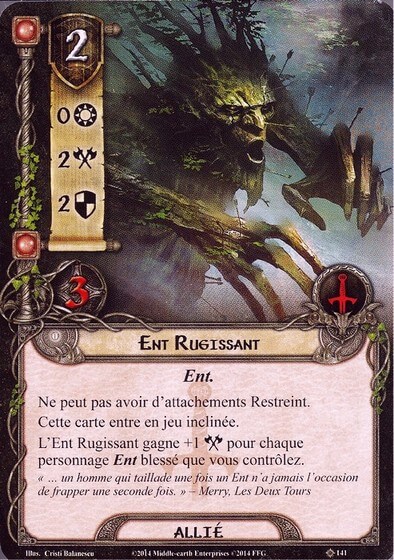 2
0
2
2
3
Ent Rugissant
Ent.
Ne peut pas avoir d'attachements Restreint.
Cette carte entre en jeu inclinée.
L'Ent Rugissant gagne +1 pour chaque
personnage Ent blessé que vous contrôlez.
« ... un homme qui taillade une fois un Ent n'a jamais l'occasion
de frapper une seconde fois. » – Merry, Les Deux Tours
ALLIÉ
Illus. Cristi Balanescu ©2014 Middle-earth Enterprises ©2014 FFG 141